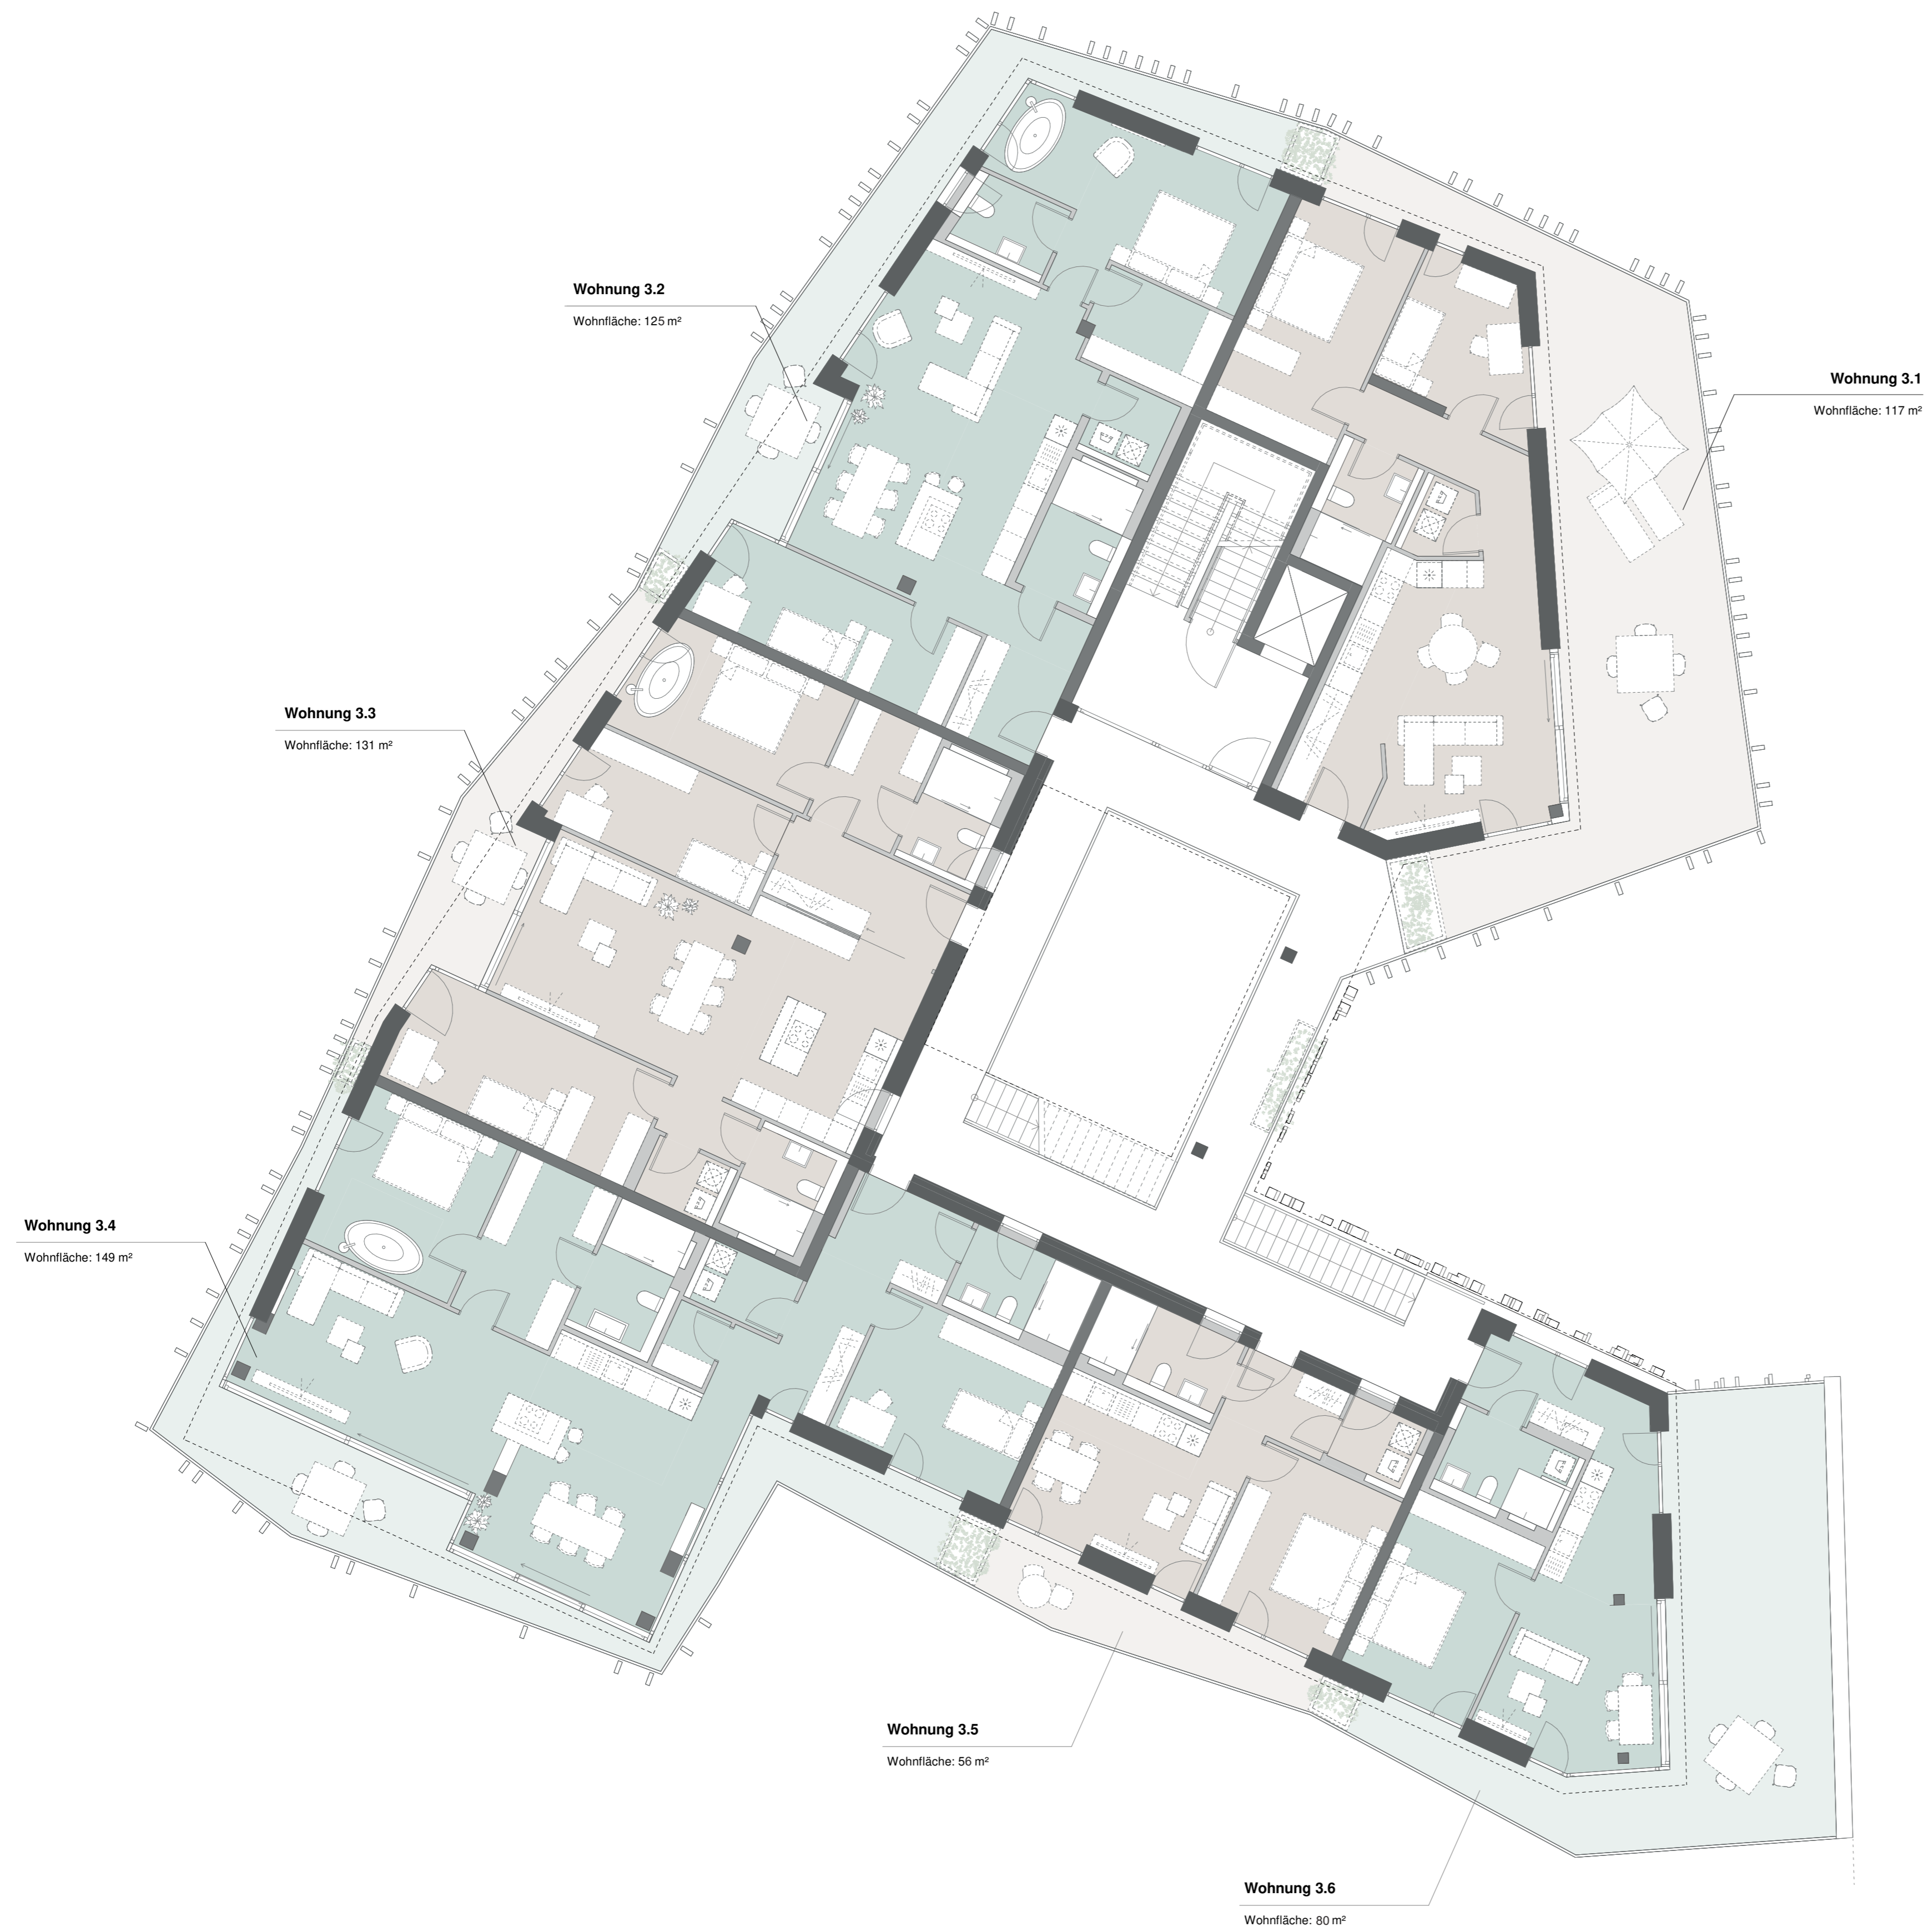 Wohnung 3.2
Wohnfläche: 125 m²
Wohnung 3.1
Wohnfläche: 117 m²
Wohnung 3.3
Wohnfläche: 131 m²
Wohnung 3.4
Wohnfläche: 149 m²
Wohnung 3.5
Wohnfläche: 56 m²
Wohnung 3.6
Wohnfläche: 80 m²